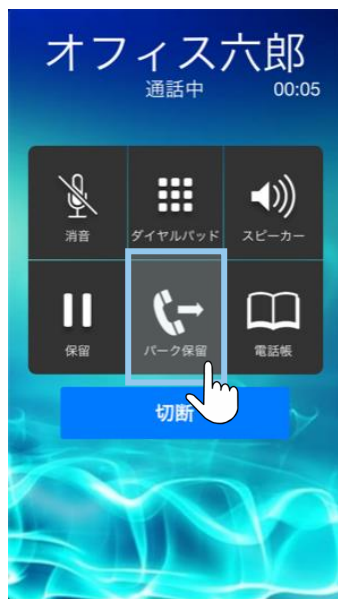 オフィス六郎
通話中 00:05
消音 ダイヤルパッド スピーカー
保留 パーク保留 電話帳
切断